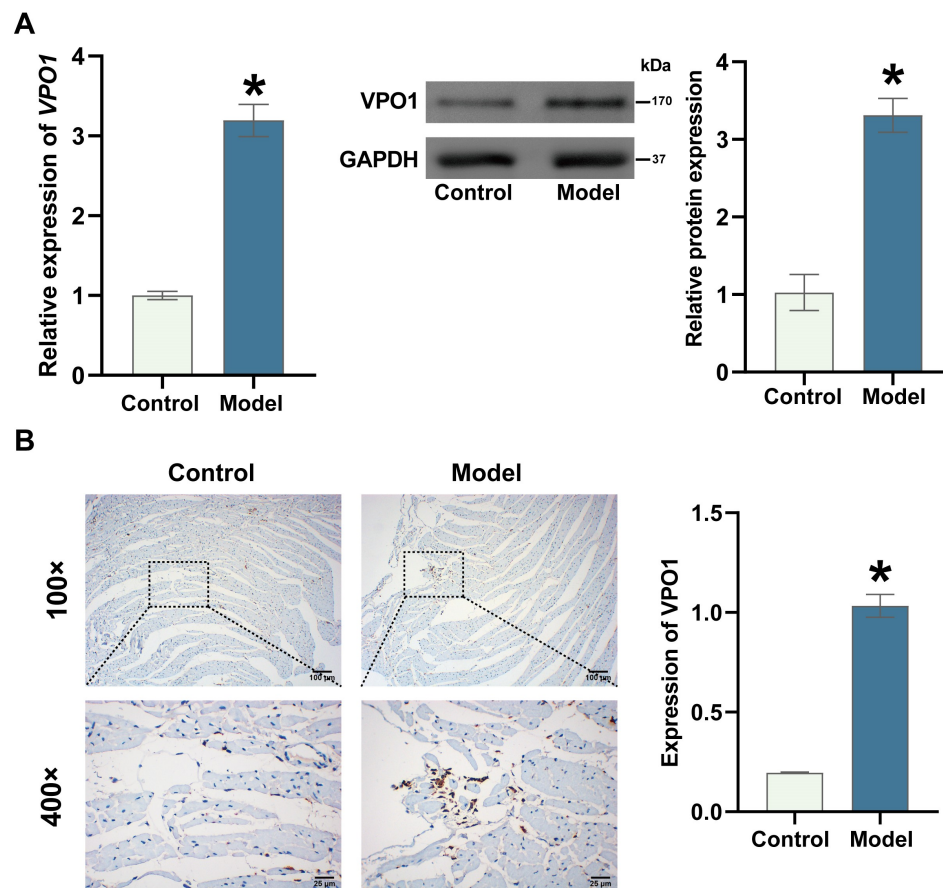 A
Relative expression of VPO1
4
3
2
1
0
*
Control
Model
kDa
VPO1
170
GAPDH
37
Control
Model
Relative protein expression
4
3
2
1
0
*
Control
Model
B
Control
Model
100×
100 µm
100 µm
400×
25 µm
25 µm
Expression of VPO1
1.5
1.0
0.5
0.0
*
Control
Model